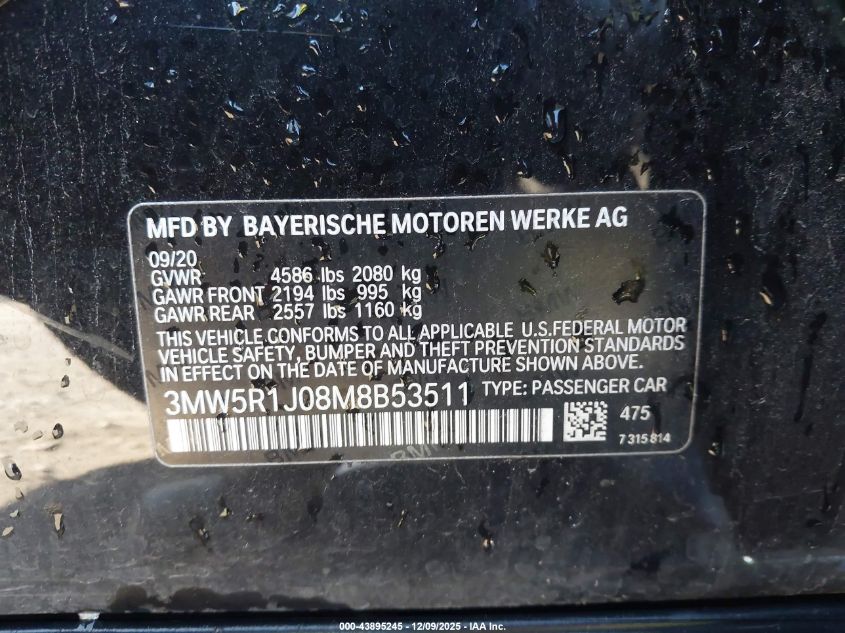 MFD BY BAYERISCHE MOTOREN WERKE AG
09/20
GVWR 4586 lbs 2080 kg
GAWR FRONT 2194 lbs 995 kg
GAWR REAR 2557 lbs 1160 kg
THIS VEHICLE CONFORMS TO ALL APPLICABLE U.S.FEDERAL MOTOR
VEHICLE SAFETY, BUMPER AND THEFT PREVENTION STANDARDS
IN EFFECT ON THE DATE OF MANUFACTURE SHOWN ABOVE.
3MW5R1J08M8B53511 TYPE: PASSENGER CAR
475
7 315 814
000-43895245 - 12/09/2025 - IAA Inc.